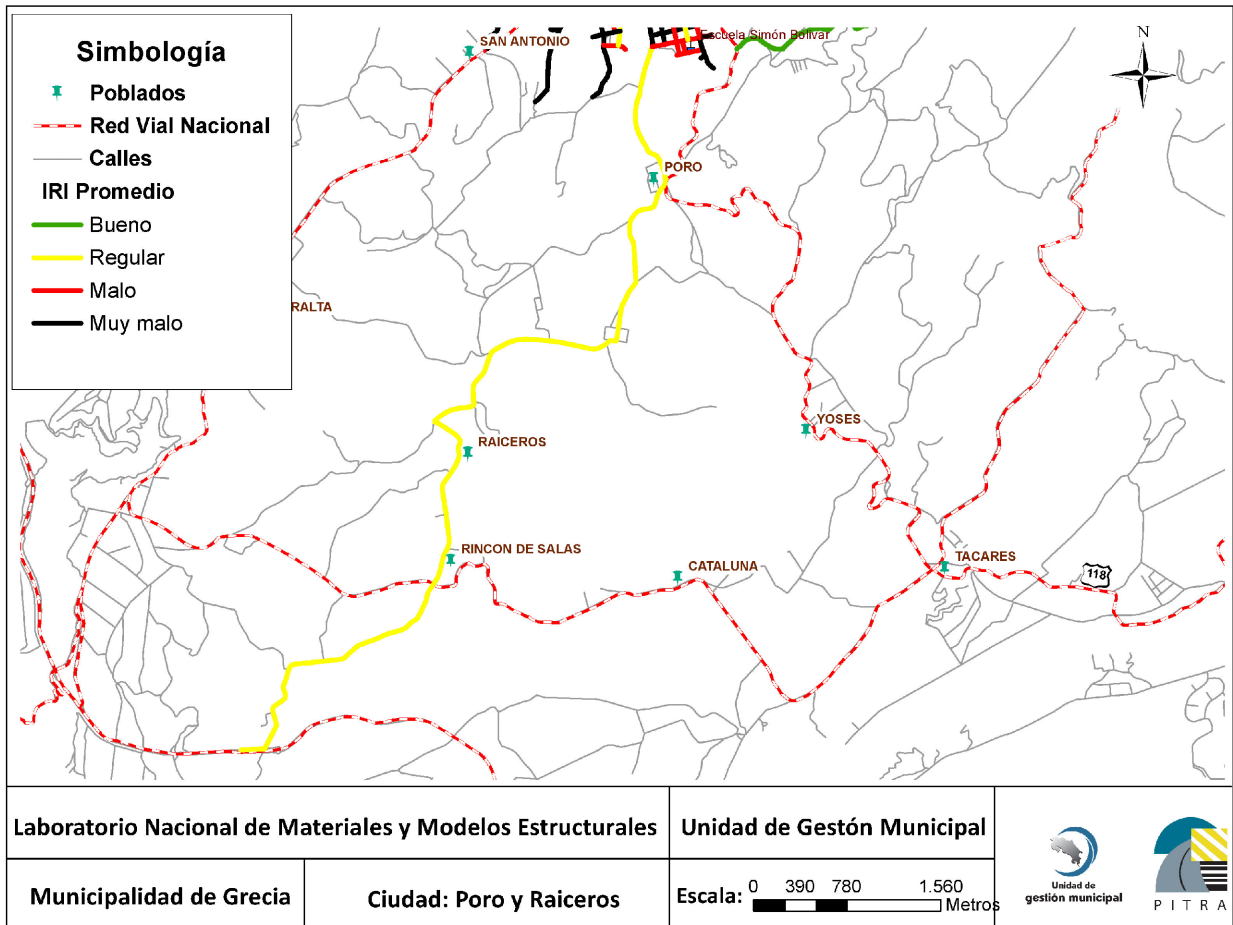 Simbología
Poblados
Red Vial Nacional
Calles
IRI Promedio
Bueno
Regular
Malo
Muy malo
SAN ANTONIO
Escuela Simón Bolívar
N
PORO
RALTA
YOSES
RAICEROS
RINCON DE SALAS
CATALUNA
TACARES
118
Laboratorio Nacional de Materiales y Modelos Estructurales
Unidad de Gestón Municipal
Municipalidad de Grecia
Ciudad: Poro y Raiceros
Escala: 0 390 780 1.560
Metros
Unidad de
gestión municipal
PITRA